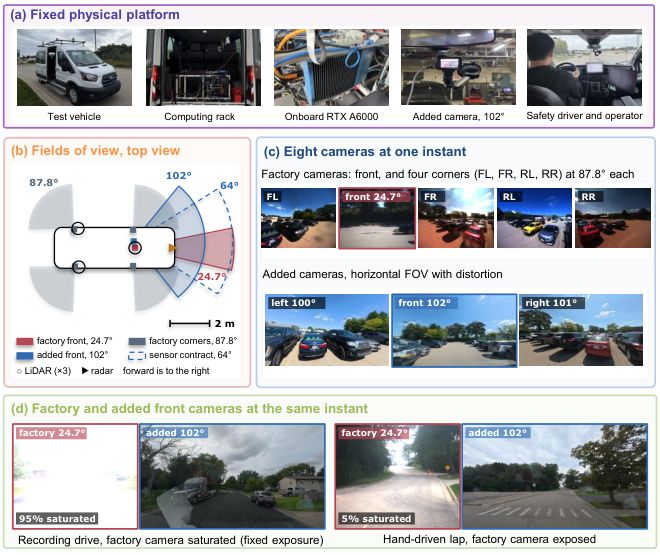 (a) Fixed physical platform
Test vehicle
Computing rack
Onboard RTX A6000
Added camera, 102°
Safety driver and operator
(b) Fields of view, top view
87.8°
102°
64°
24.7°
2 m
factory front, 24.7°
factory corners, 87.8°
added front, 102°
sensor contract, 64°
LiDAR (×3)
radar
forward is to the right
(c) Eight cameras at one instant
Factory cameras: front, and four corners (FL, FR, RL, RR) at 87.8° each
FL
front 24.7°
FR
RL
RR
Added cameras, horizontal FOV with distortion
left 100°
front 102°
right 101°
(d) Factory and added front cameras at the same instant
factory 24.7°
added 102°
factory 24.7°
added 102°
95% saturated
5% saturated
Recording drive, factory camera saturated (fixed exposure)
Hand-driven lap, factory camera exposed